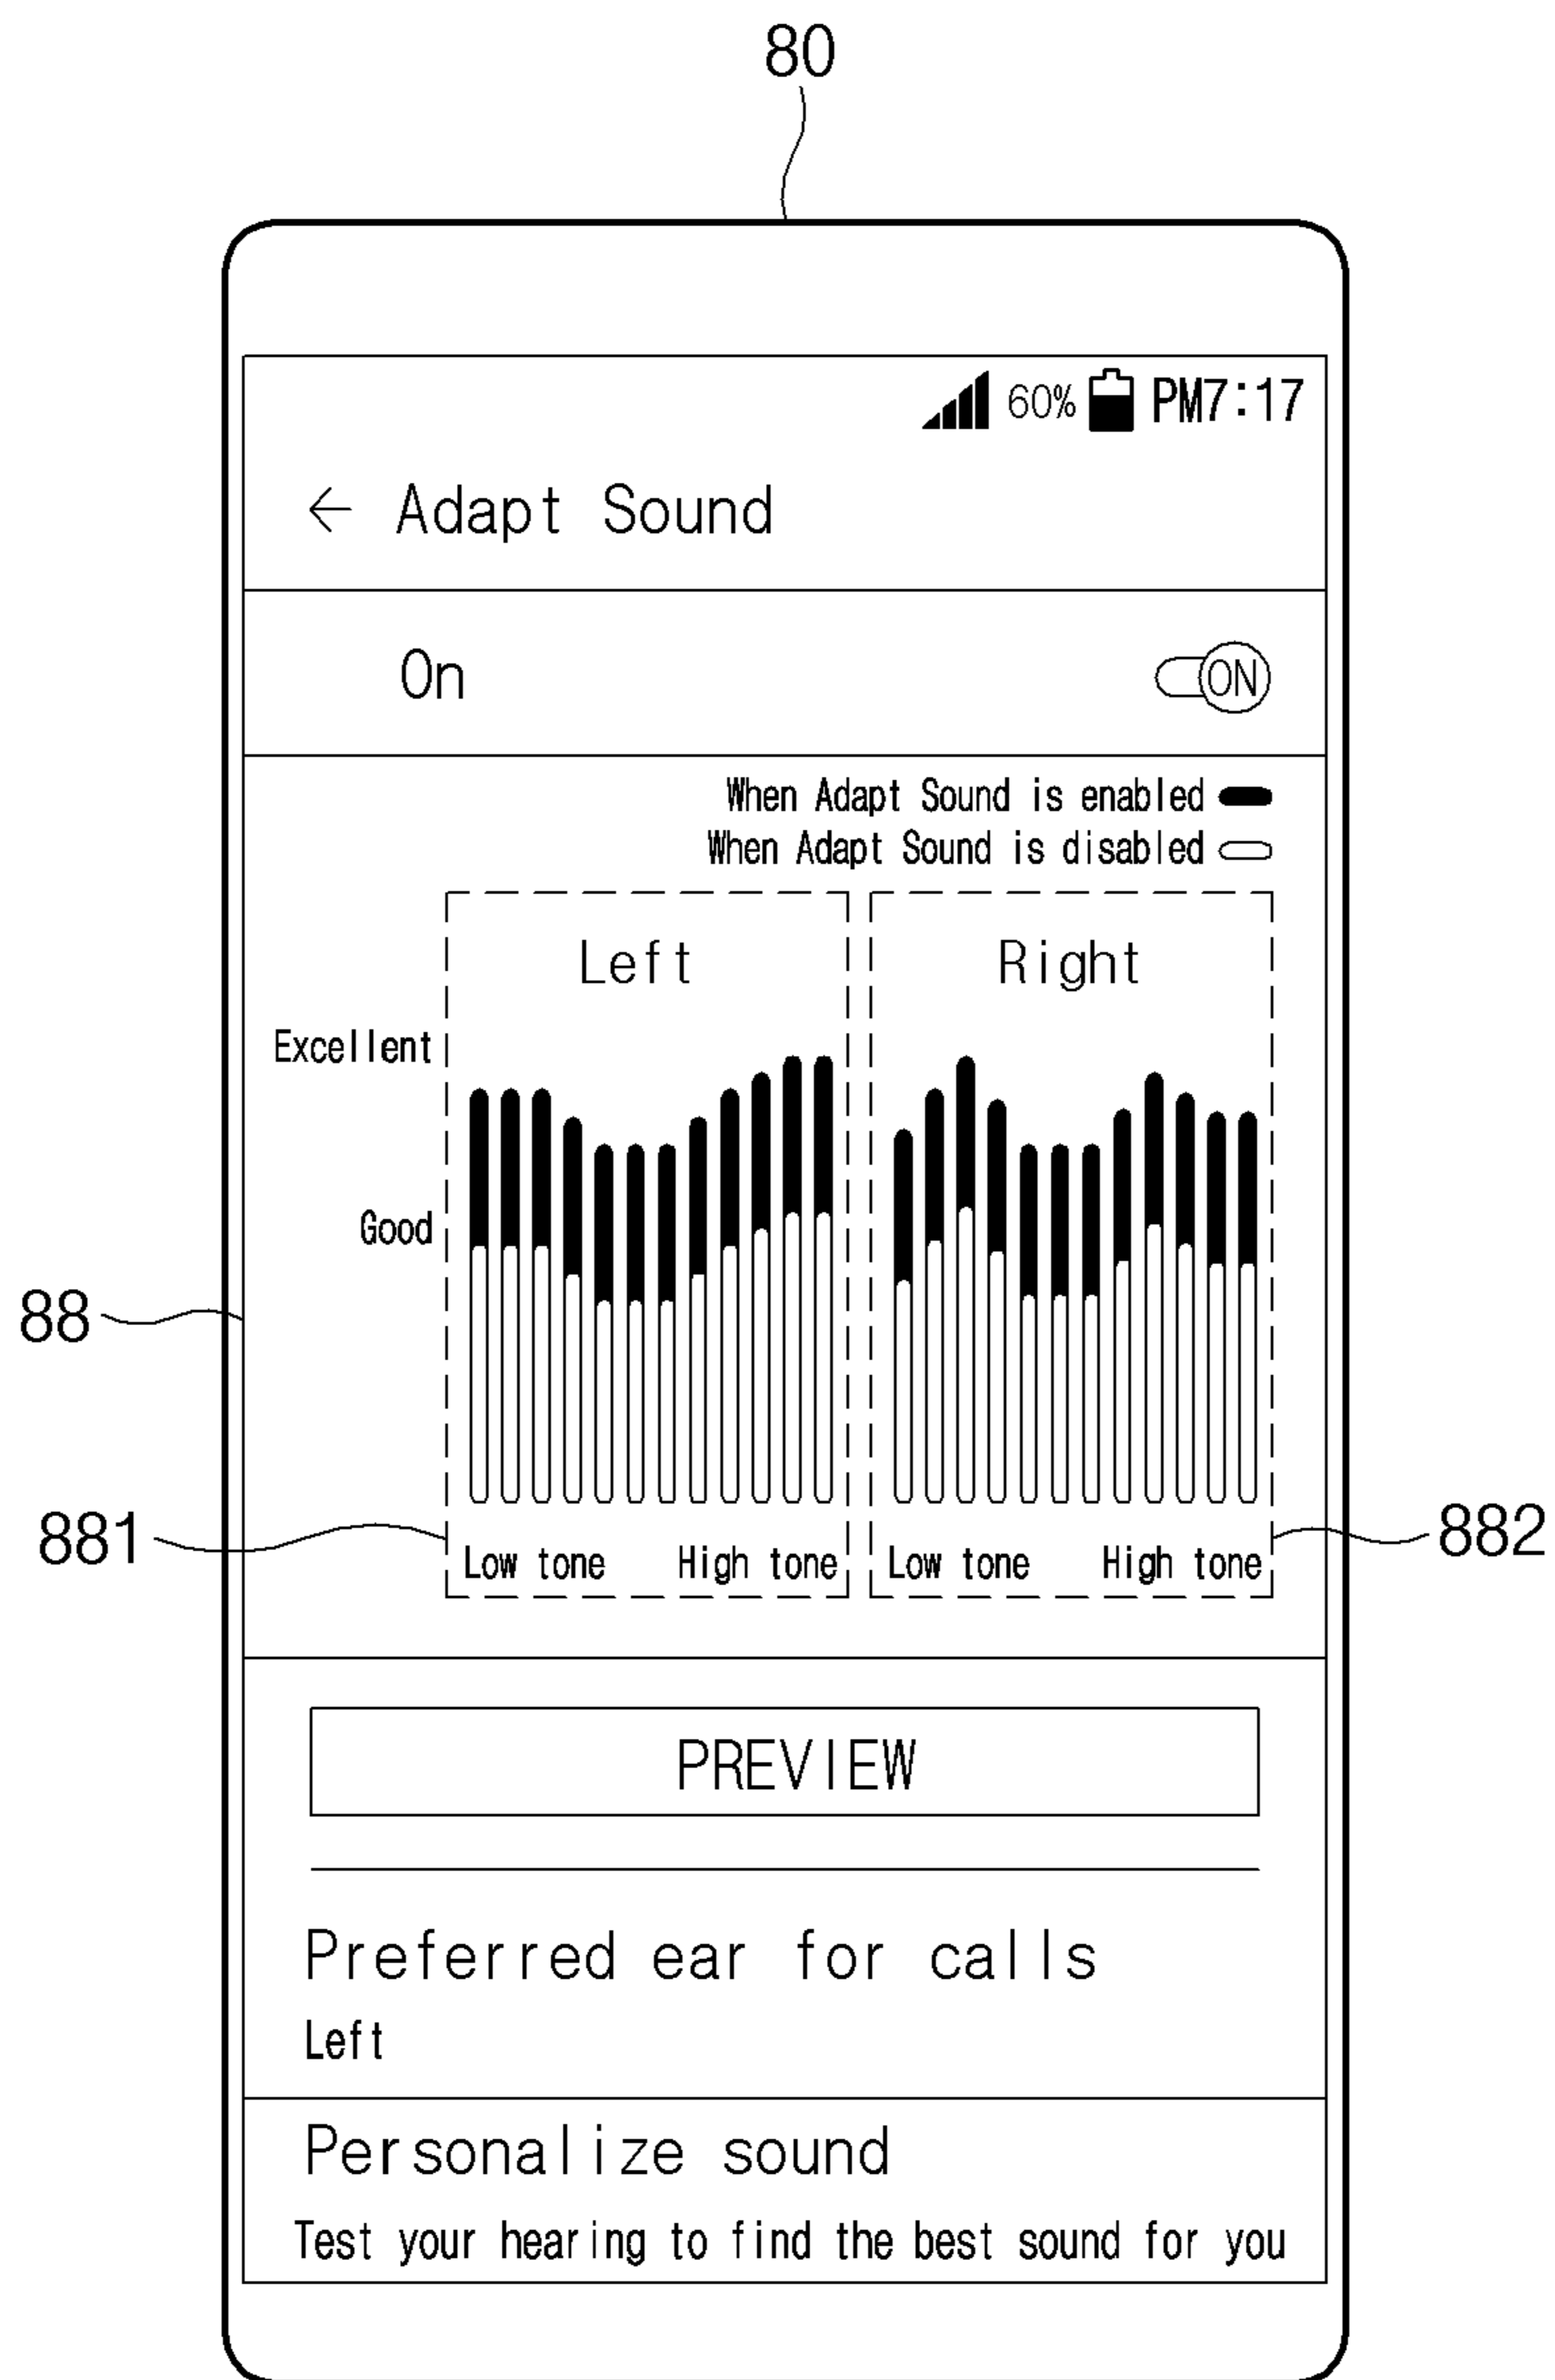 80
60% PM7:17
← Adapt Sound
On ON
When Adapt Sound is enabled
When Adapt Sound is disabled
Left Right
Excellent
Good
88
881 882
Low tone High tone Low tone High tone
PREVIEW
Preferred ear for calls
Left
Personalize sound
Test your hearing to find the best sound for you